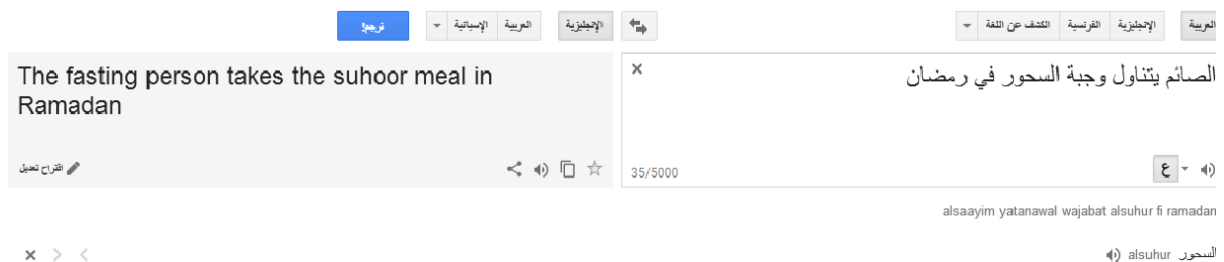 العربية الإنجليزية الفرنسية الكشف عن اللغة
الإنجليزية العربية الإسبانية ترجم!
الصائم يتناول وجبة السحور في رمضان
35/5000
ع
alsaayim yatanawal wajabat alsuhur fi ramadan
السحور alsuhur
The fasting person takes the suhoor meal in
Ramadan
اقتراح تعديل